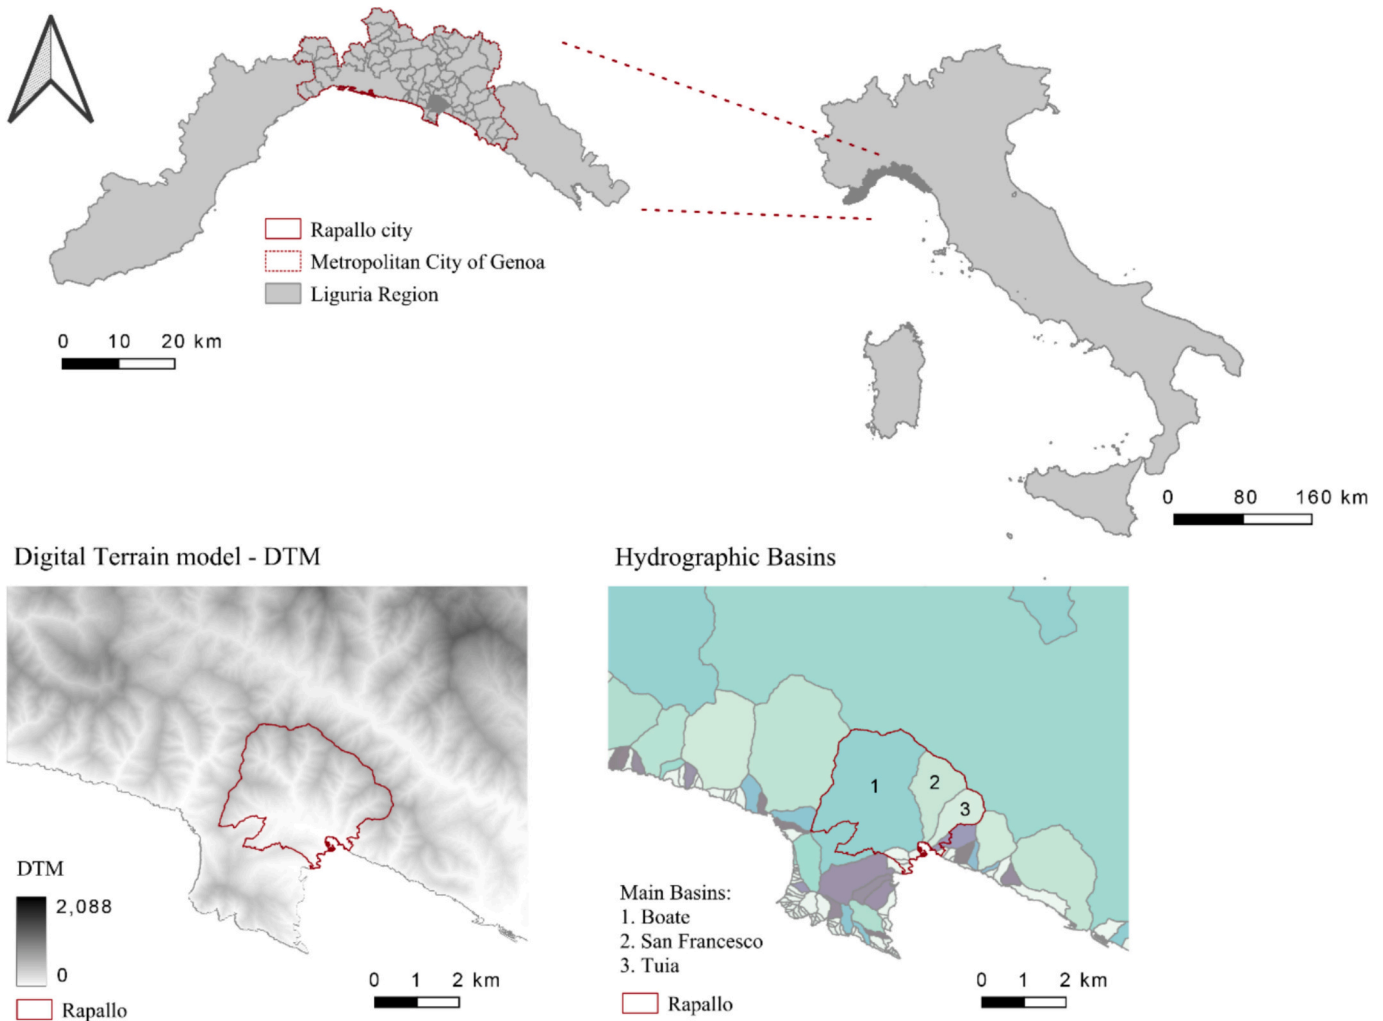 Rapallo city
Metropolitan City of Genoa
Liguria Region
0 10 20 km
0 80 160 km
Digital Terrain model - DTM
Hydrographic Basins
1
2
3
DTM
2,088
0
Rapallo
0 1 2 km
Main Basins:
1. Boate
2. San Francesco
3. Tuia
Rapallo
0 1 2 km